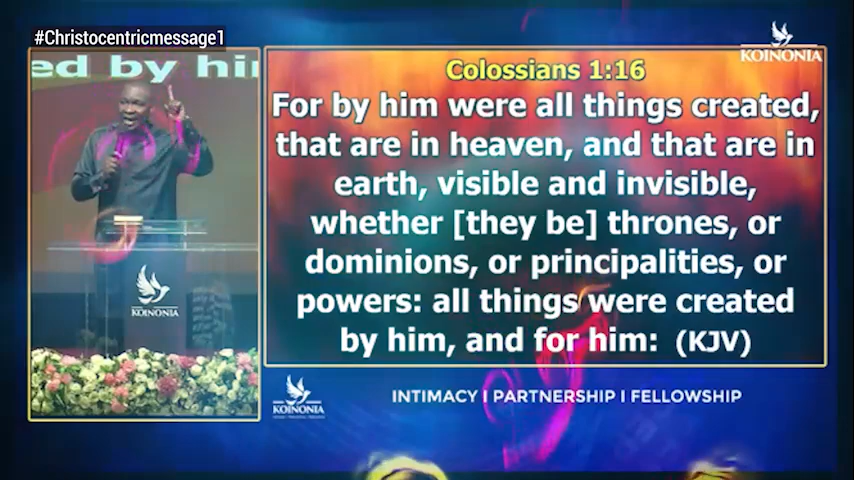 #Christocentricmessage1
KOINONIA
ed by hi
Colossians 1:16
For by him were all things created,
that are in heaven, and that are in
earth, visible and invisible,
whether [they be] thrones, or
dominions, or principalities, or
powers: all things were created
by him, and for him: (KJV)
KOINONIA
KOINONIA
INTIMACY I PARTNERSHIP I FELLOWSHIP